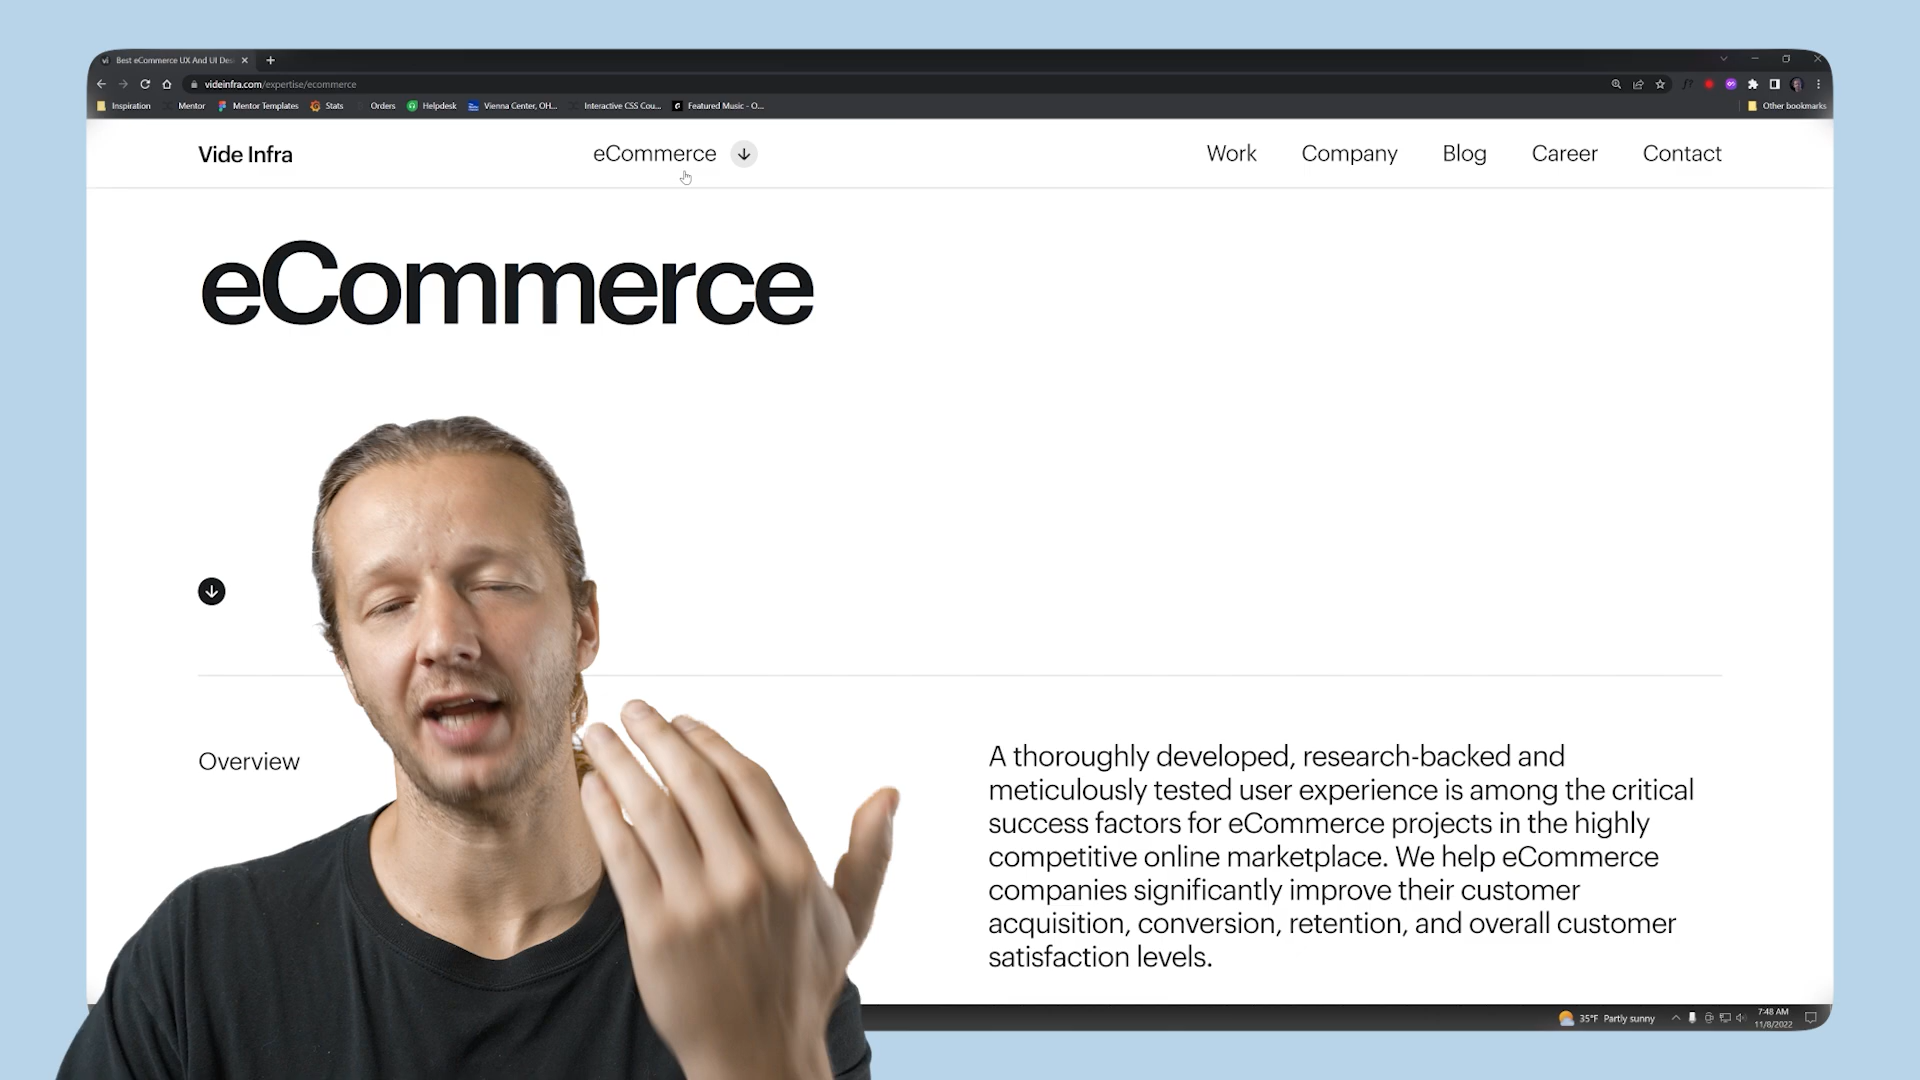 Best eCommerce UX And UI Des
videinfra.com/expertise/ecommerce
Inspiration Mentor Mentor Templates Stats Orders Helpdesk Vienna Center, OH... Interactive CSS Cou... Featured Music - O... Other bookmarks
Vide Infra eCommerce Work Company Blog Career Contact
eCommerce
Overview
A thoroughly developed, research-backed and
meticulously tested user experience is among the critical
success factors for eCommerce projects in the highly
competitive online marketplace. We help eCommerce
companies significantly improve their customer
acquisition, conversion, retention, and overall customer
satisfaction levels.
35°F Partly sunny
7:48 AM
11/8/2022